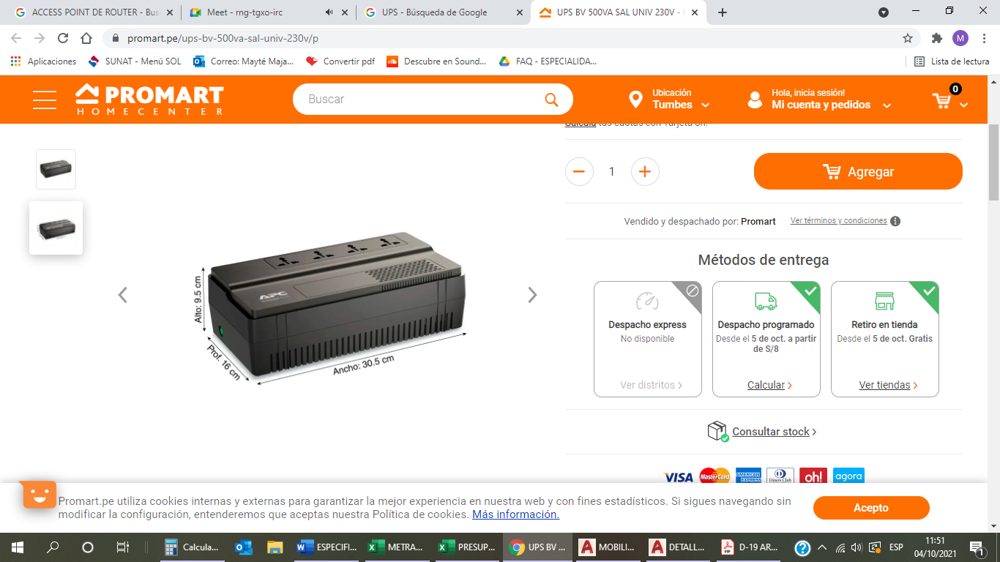 ACCESS POINT DE ROUTER - Bus
Meet - rng-tgxo-irc
UPS - Búsqueda de Google
UPS BV 500VA SAL UNIV 230V -
promart.pe/ups-bv-500va-sal-univ-230v/p
M
Aplicaciones
SUNAT - Menú SOL
Correo: Mayté Maja...
Convertir pdf
Descubre en Sound...
FAQ - ESPECIALIDA...
Lista de lectura
PROMART
HOMECENTER
Buscar
Ubicación
Tumbes
Hola, inicia sesión!
Mi cuenta y pedidos
0
Calcula tus cuotas con Tarjeta oh!
1
Agregar
Vendido y despachado por: Promart
Ver términos y condiciones
Métodos de entrega
Despacho express
No disponible
Ver distritos >
Despacho programado
Desde el 5 de oct. a partir
de S/8
Calcular >
Retiro en tienda
Desde el 5 de oct. Gratis
Ver tiendas >
APC
Alto: 9.5 cm
Prof. 16 cm
Ancho: 30.5 cm
Consultar stock >
VISA
MasterCard
AMERICAN EXPRESS
Diners Club
oh!
agora
Promart.pe utiliza cookies internas y externas para garantizar la mejor experiencia en nuestra web y con fines estadísticos. Si sigues navegando sin
modificar la configuración, entenderemos que aceptas nuestra Política de cookies. Más información.
Acepto
Calcula...
ESPECIFI...
METRA...
PRESUP...
UPS BV ...
MOBILI...
DETALL...
D-19 AR...
ESP
11:51
04/10/2021
1